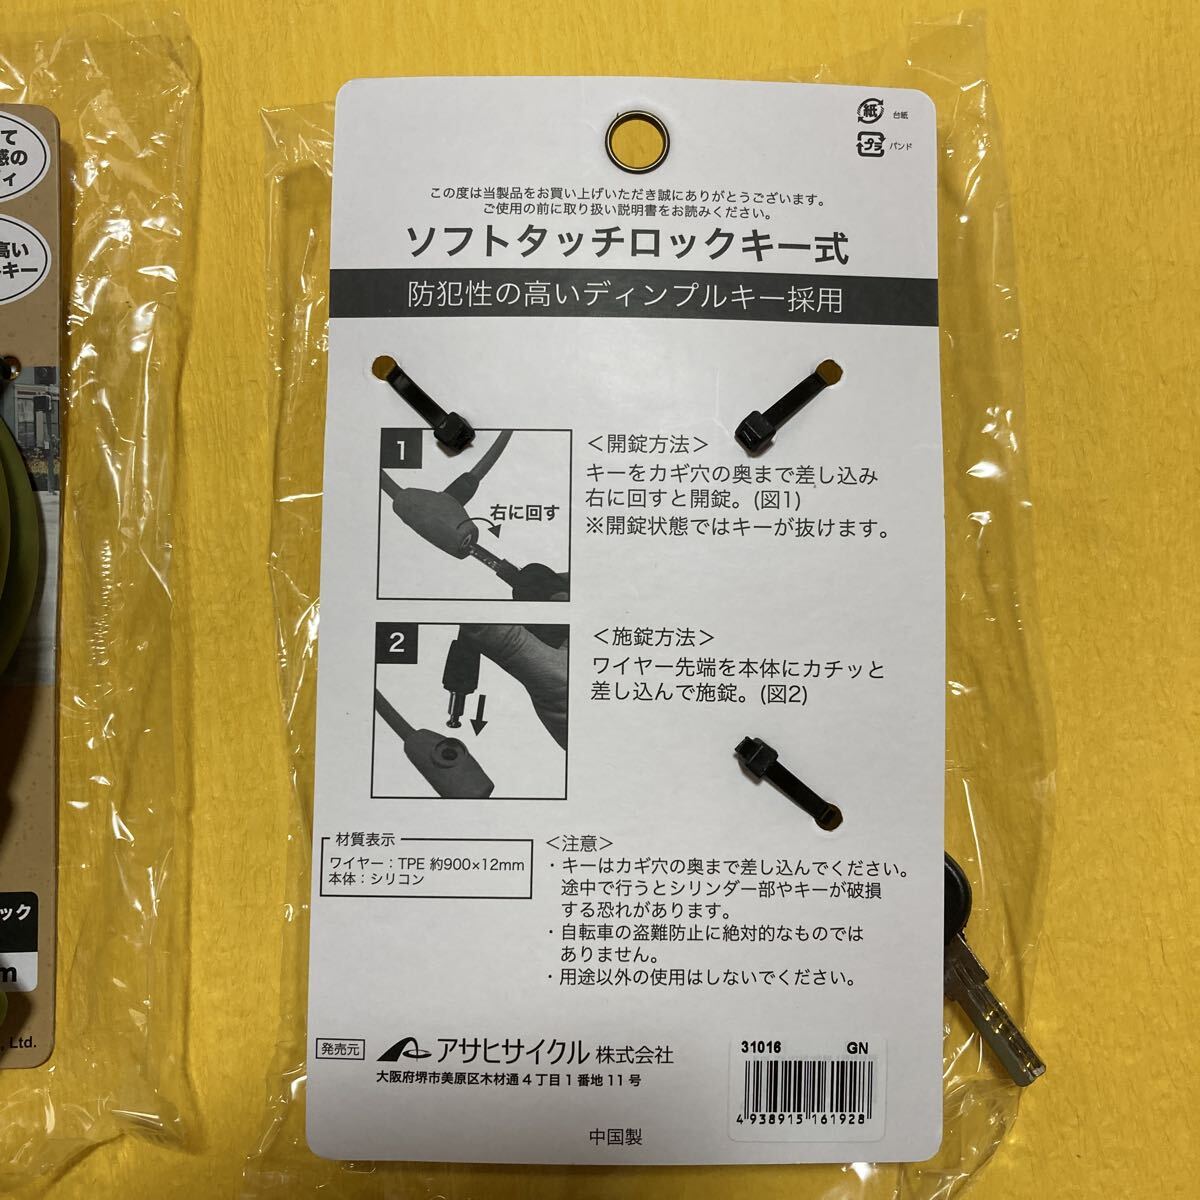 て
感の
ィ
高い
キー
ック
m
, Ltd.
紙
台紙
プラ
バンド
この度は当製品をお買い上げいただき誠にありがとうございます。
ご使用の前に取り扱い説明書をお読みください。
ソフトタッチロックキー式
防犯性の高いディンプルキー採用
1
右に回す
＜開錠方法＞
キーをカギ穴の奥まで差し込み
右に回すと開錠。(図1)
※開錠状態ではキーが抜けます。
2
＜施錠方法＞
ワイヤー先端を本体にカチッと
差し込んで施錠。(図2)
材質表示
ワイヤー：TPE 約900×12mm
本体：シリコン
＜注意＞
・キーはカギ穴の奥まで差し込んでください。
途中で行うとシリンダー部やキーが破損
する恐れがあります。
・自転車の盗難防止に絶対的なものでは
ありません。
・用途以外の使用はしないでください。
発売元
アサヒサイクル 株式会社
大阪府堺市美原区木材通４丁目１番地１１号
中国製
31016 GN
4 938915 161928